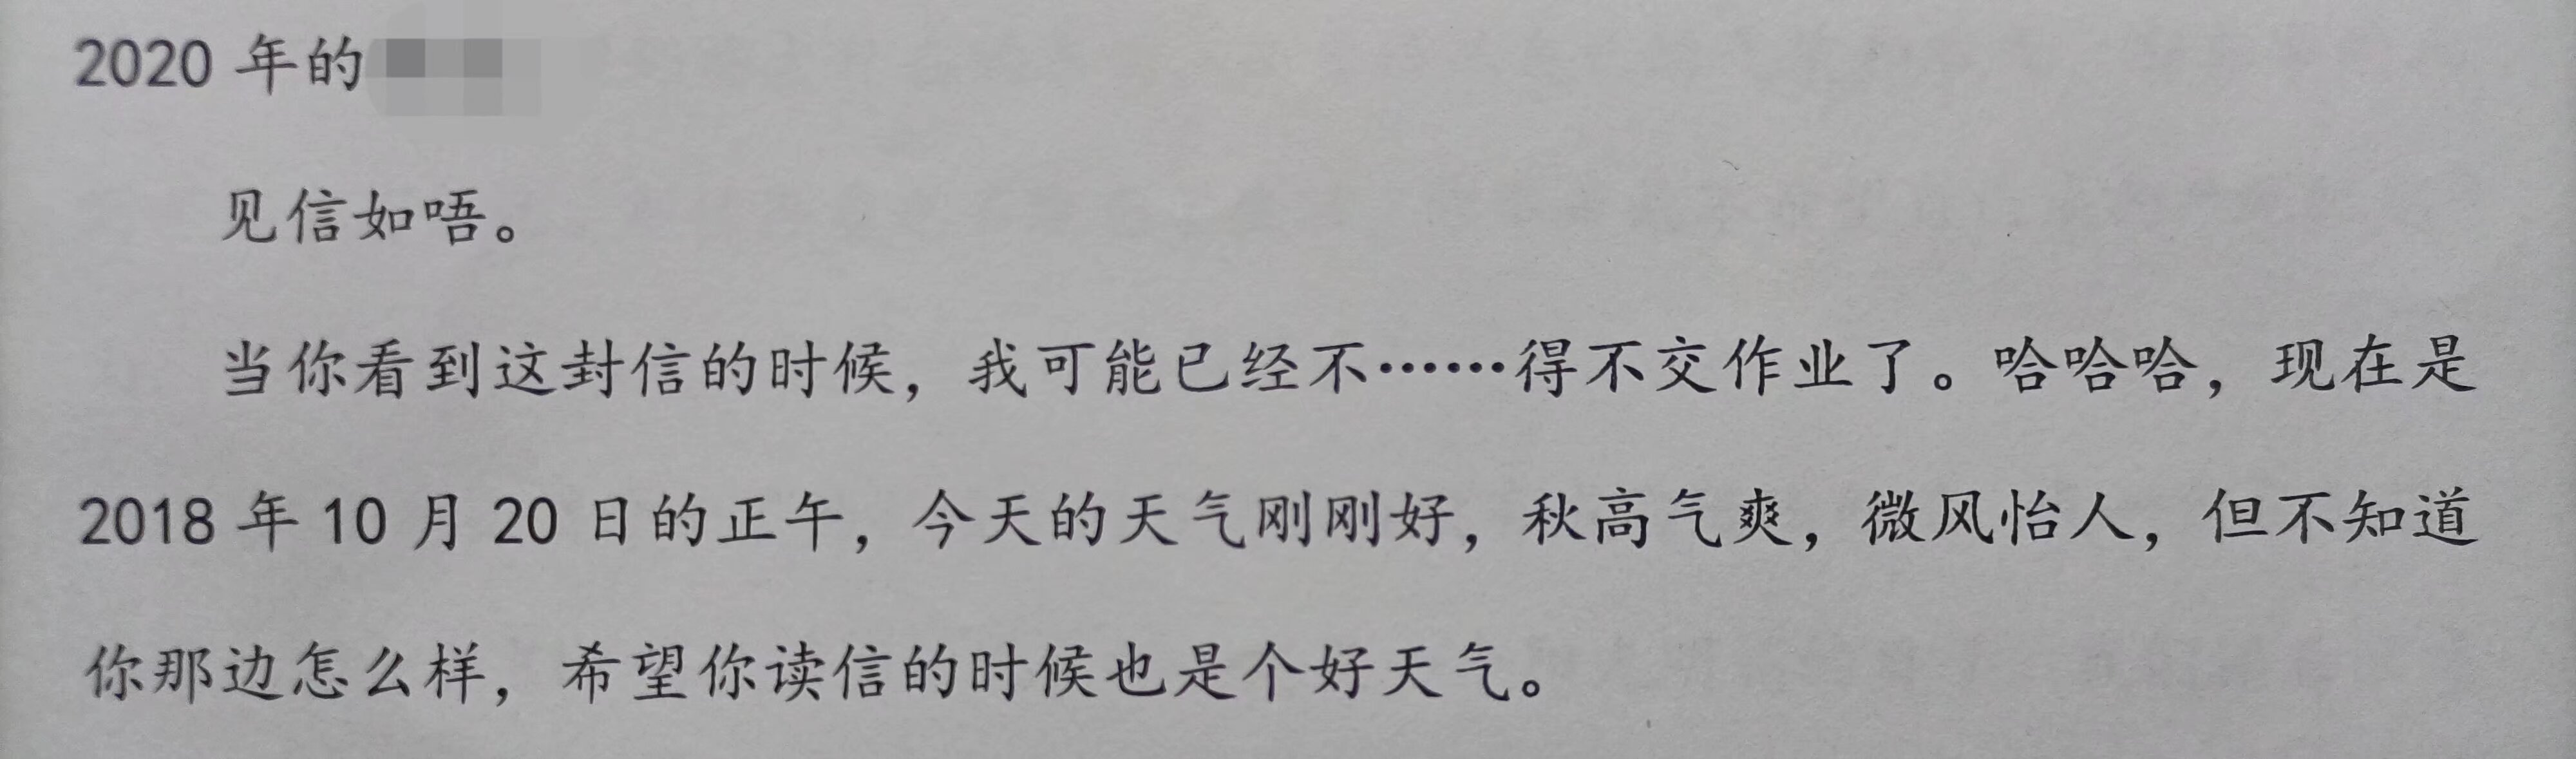 2020 年的
见信如唔。
当你看到这封信的时候，我可能已经不……得不交作业了。哈哈哈，现在是
2018 年 10 月 20 日的正午，今天的天气刚刚好，秋高气爽，微风怡人，但不知道
你那边怎么样，希望你读信的时候也是个好天气。